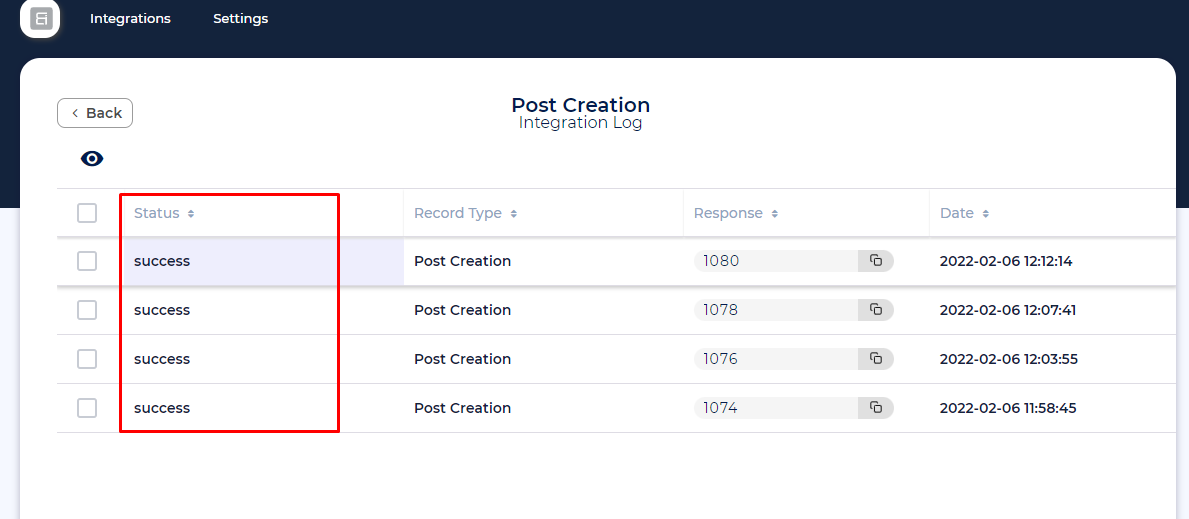 Integrations Settings
Back
Post Creation
Integration Log
Status Record Type Response Date
success Post Creation 1080 2022-02-06 12:12:14
success Post Creation 1078 2022-02-06 12:07:41
success Post Creation 1076 2022-02-06 12:03:55
success Post Creation 1074 2022-02-06 11:58:45